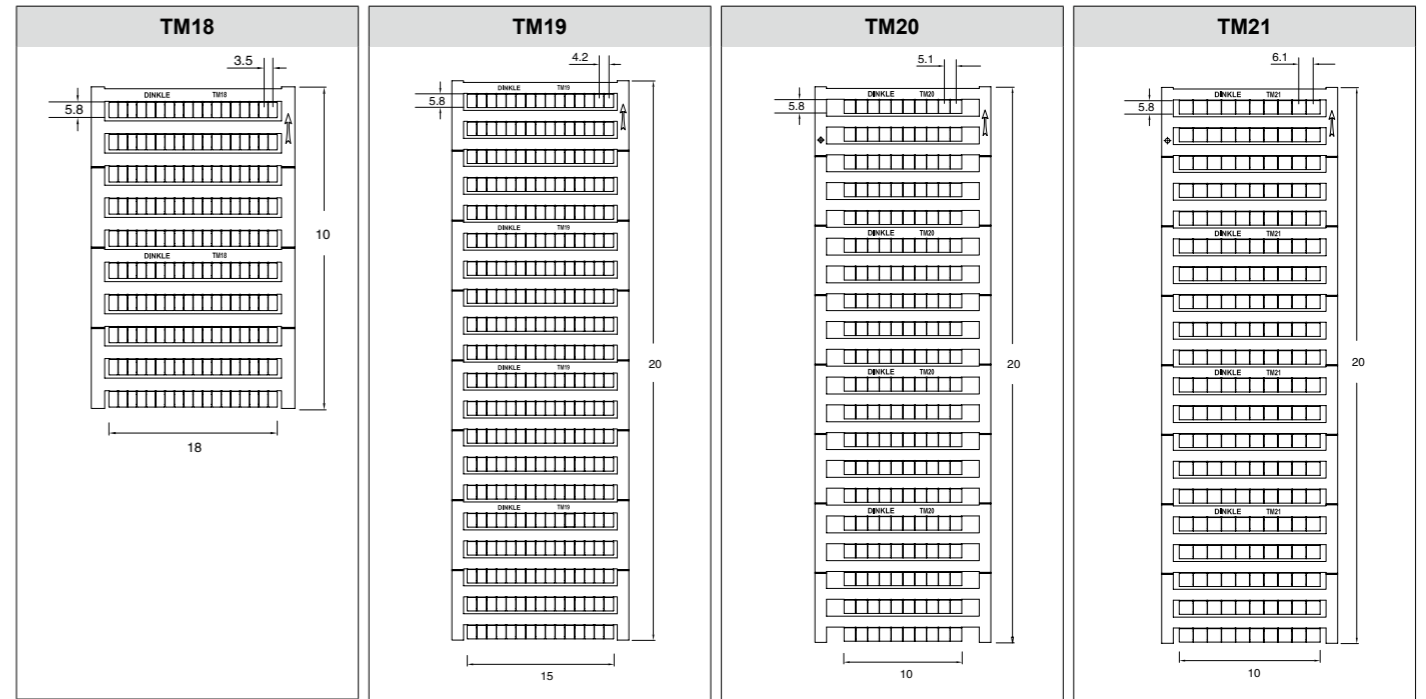 TM18
3.5
DINKLE TM18
5.8
10
DINKLE TM18
18
TM19
4.2
DINKLE TM19
5.8
DINKLE TM19
20
DINKLE TM19
DINKLE TM19
15
TM20
5.1
DINKLE TM20
5.8
DINKLE TM20
20
DINKLE TM20
DINKLE TM20
10
TM21
6.1
DINKLE TM21
5.8
DINKLE TM21
20
DINKLE TM21
DINKLE TM21
10